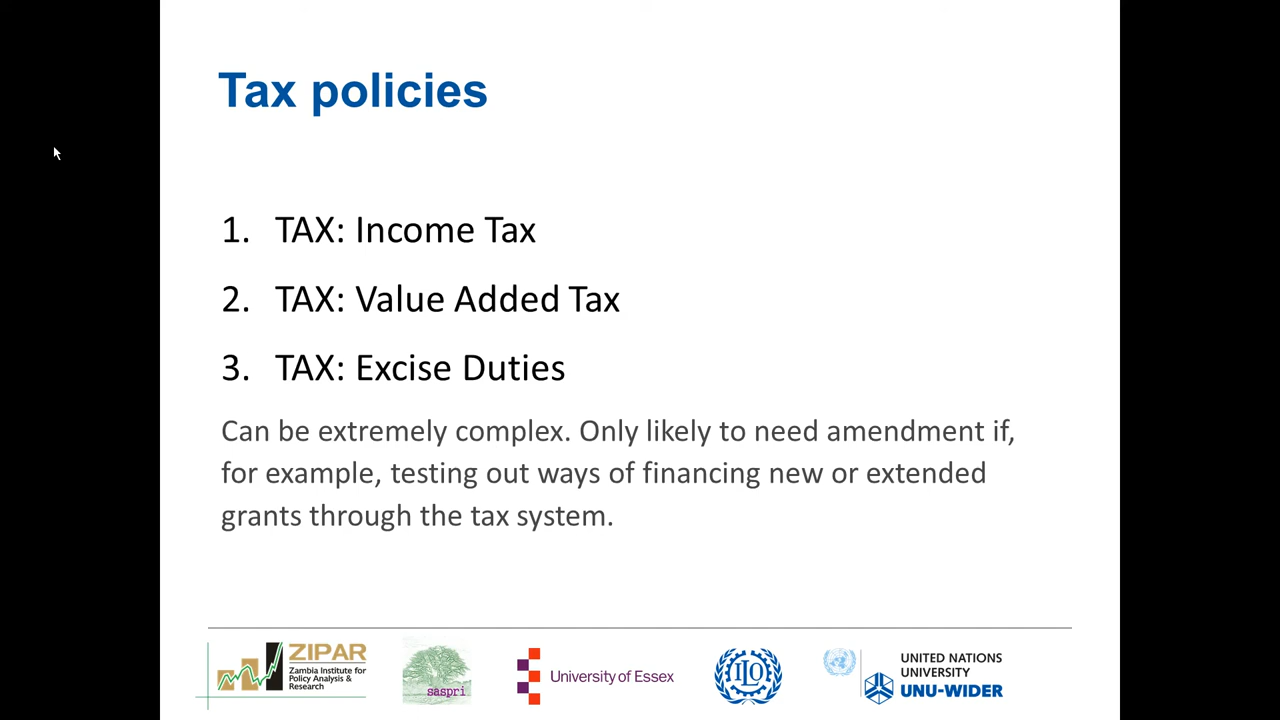 Tax policies
1. TAX: Income Tax
2. TAX: Value Added Tax
3. TAX: Excise Duties
Can be extremely complex. Only likely to need amendment if,
for example, testing out ways of financing new or extended
grants through the tax system.
ZIPAR
Zambia Institute for
Policy Analysis &
Research
saspri
University of Essex
ILO
UNITED NATIONS
UNIVERSITY
UNU-WIDER